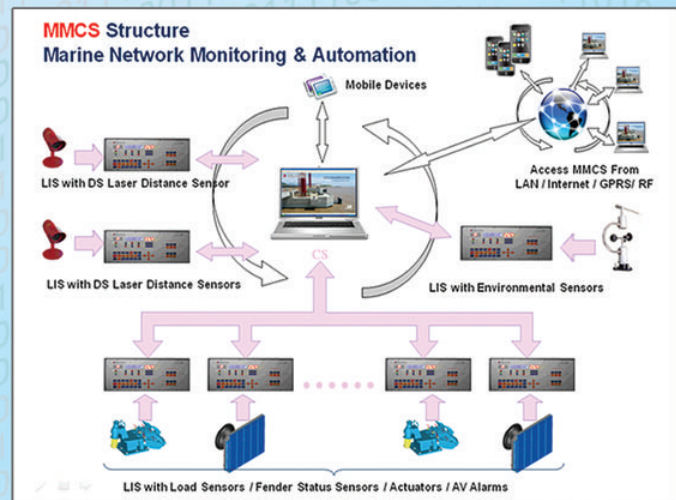 MMCS Structure
Marine Network Monitoring & Automation
Mobile Devices
Access MMCS From
LAN / Internet / GPRS/ RF
LIS with DS Laser Distance Sensor
CS
LIS with DS Laser Distance Sensors
LIS with Environmental Sensors
LIS with Load Sensors / Fender Status Sensors / Actuators / AV Alarms